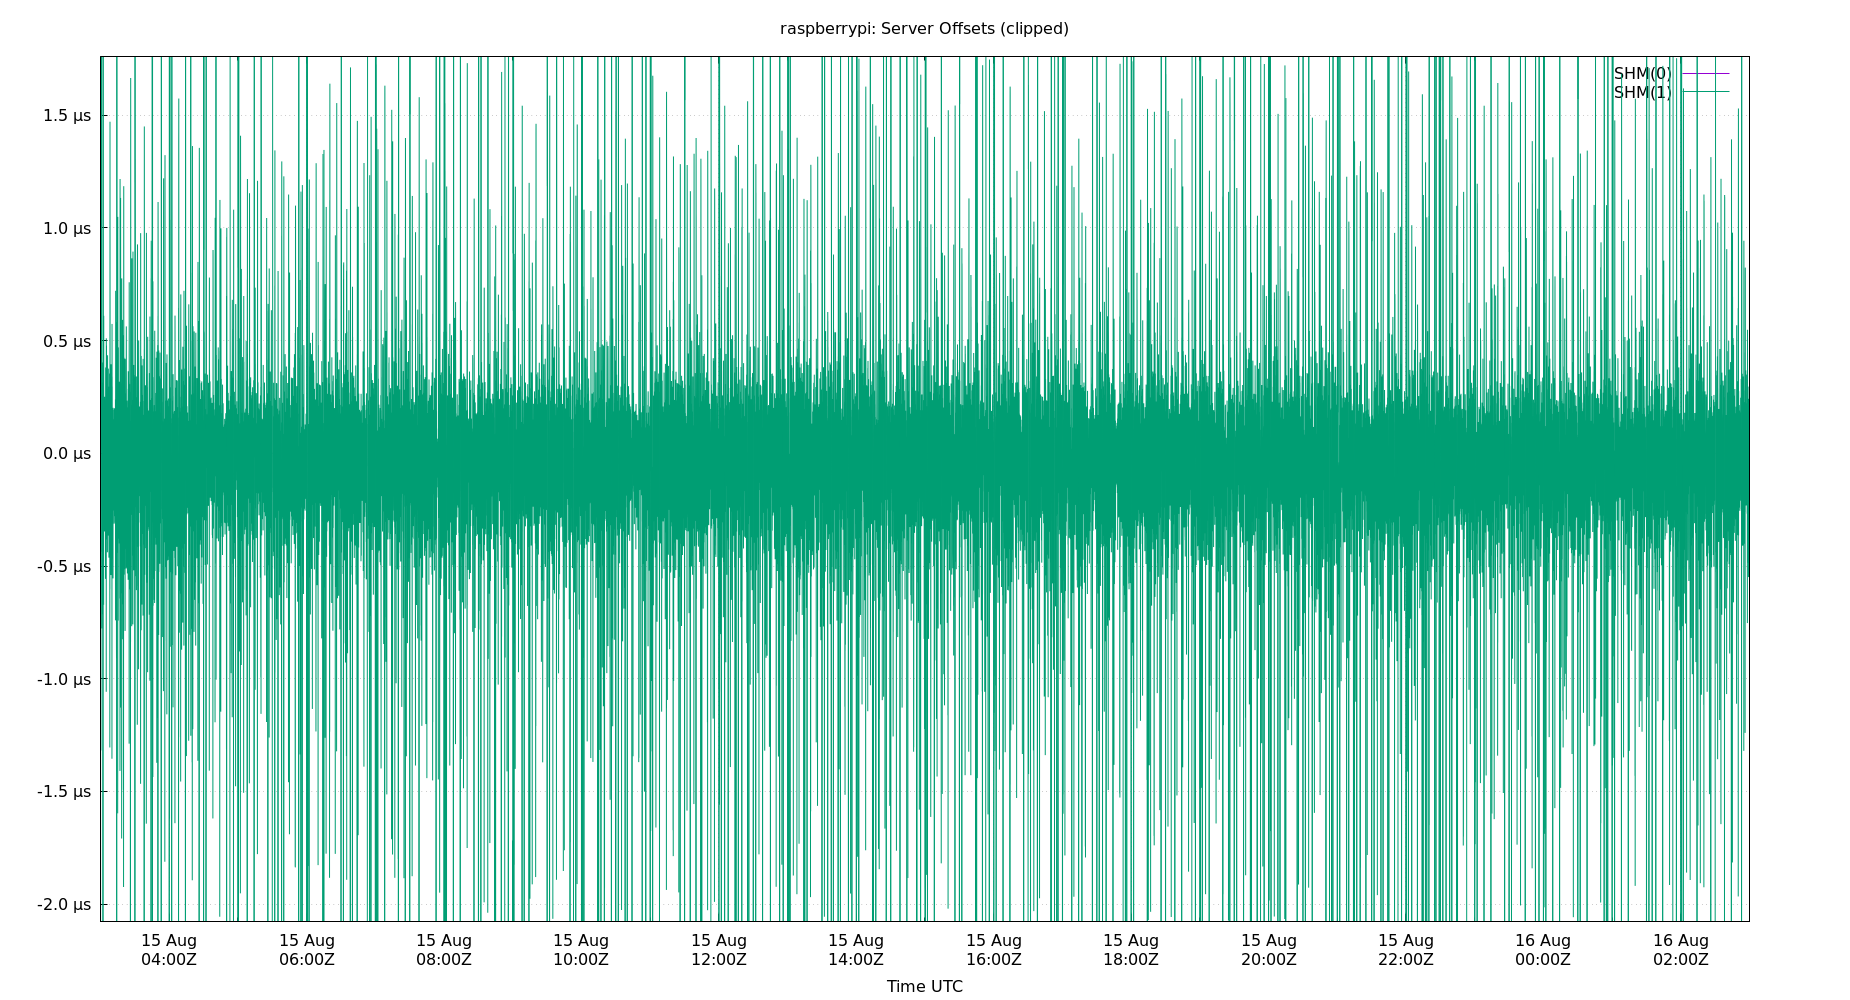 raspberrypi: Server Offsets (clipped)
SHM(0)
SHM(1)
1.5 µs
1.0 µs
0.5 µs
0.0 µs
-0.5 µs
-1.0 µs
-1.5 µs
-2.0 µs
15 Aug 15 Aug 15 Aug 15 Aug 15 Aug 15 Aug 15 Aug 15 Aug 15 Aug 15 Aug 16 Aug 16 Aug
04:00Z 06:00Z 08:00Z 10:00Z 12:00Z 14:00Z 16:00Z 18:00Z 20:00Z 22:00Z 00:00Z 02:00Z
Time UTC